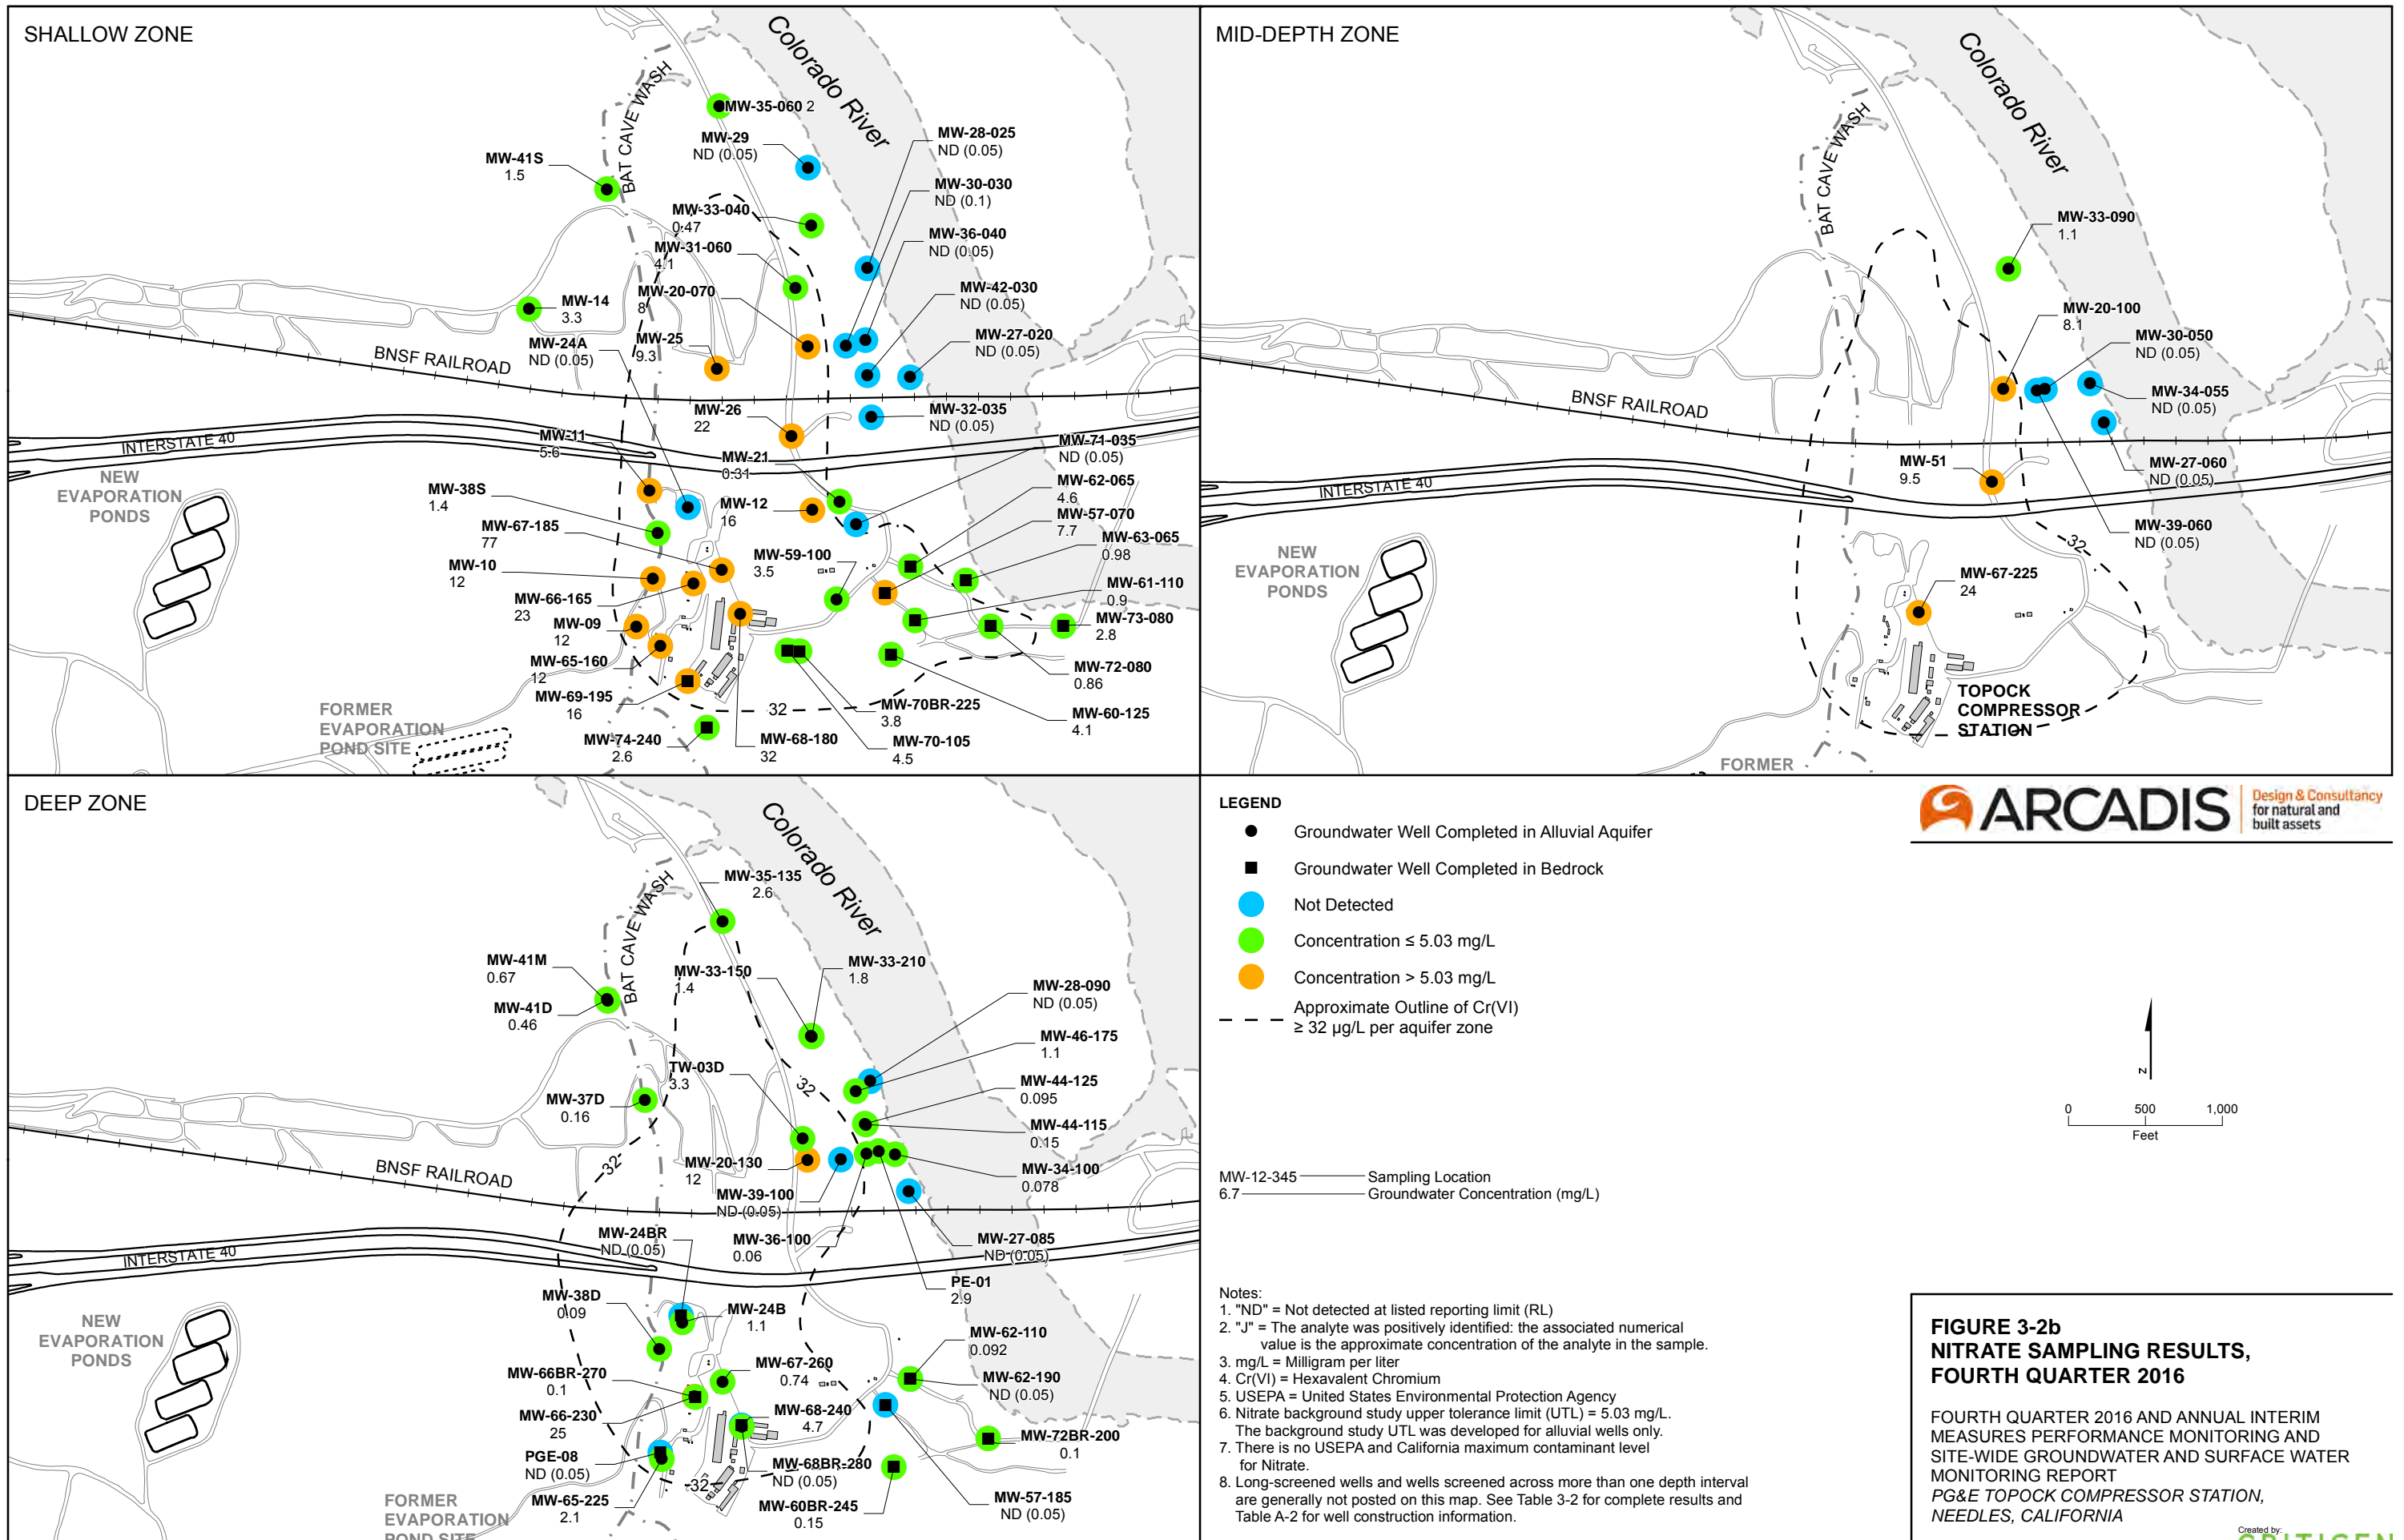 SHALLOW ZONE
Colorado River
BAT CAVE WASH
MW-35-060 2
MW-29
ND (0.05)
MW-28-025
ND (0.05)
MW-41S
1.5
MW-30-030
ND (0.1)
MW-33-040
0.47
MW-36-040
ND (0.05)
MW-31-060
4.1
MW-20-070
8
MW-42-030
ND (0.05)
MW-14
3.3
MW-24A
ND (0.05)
MW-25
9.3
MW-27-020
ND (0.05)
BNSF RAILROAD
MW-26
22
MW-32-035
ND (0.05)
INTERSTATE 40
MW-11
5.6
MW-21
0.31
MW-71-035
ND (0.05)
NEW
EVAPORATION
PONDS
MW-38S
1.4
MW-12
16
MW-62-065
4.6
MW-67-185
77
MW-57-070
7.7
MW-63-065
0.98
MW-59-100
3.5
MW-10
12
MW-61-110
0.9
MW-66-165
23
MW-09
12
MW-73-080
2.8
MW-65-160
12
MW-72-080
0.86
MW-69-195
16
32
MW-70BR-225
3.8
MW-60-125
4.1
FORMER
EVAPORATION
POND SITE
MW-74-240
2.6
MW-68-180
32
MW-70-105
4.5
MID-DEPTH ZONE
Colorado River
BAT CAVE WASH
MW-33-090
1.1
MW-20-100
8.1
MW-30-050
ND (0.05)
MW-34-055
ND (0.05)
BNSF RAILROAD
MW-51
9.5
MW-27-060
ND (0.05)
INTERSTATE 40
MW-39-060
ND (0.05)
32
NEW
EVAPORATION
PONDS
MW-67-225
24
TOPOCK
COMPRESSOR
STATION
FORMER
DEEP ZONE
Colorado River
BAT CAVE WASH
MW-35-135
2.6
MW-41M
0.67
MW-33-150
1.4
MW-33-210
1.8
MW-28-090
ND (0.05)
MW-41D
0.46
MW-46-175
1.1
TW-03D
3.3
32
MW-44-125
0.095
MW-37D
0.16
MW-44-115
0.15
32
MW-20-130
12
MW-34-100
0.078
BNSF RAILROAD
MW-39-100
ND (0.05)
MW-24BR
ND (0.05)
MW-36-100
0.06
MW-27-085
ND (0.05)
INTERSTATE 40
PE-01
2.9
MW-38D
0.09
MW-24B
1.1
NEW
EVAPORATION
PONDS
MW-62-110
0.092
MW-66BR-270
0.1
MW-67-260
0.74
MW-62-190
ND (0.05)
MW-66-230
25
MW-68-240
4.7
MW-72BR-200
0.1
PGE-08
ND (0.05)
MW-68BR-280
ND (0.05)
32
MW-65-225
2.1
MW-60BR-245
0.15
MW-57-185
ND (0.05)
FORMER
EVAPORATION
POND SITE
LEGEND
Groundwater Well Completed in Alluvial Aquifer
Groundwater Well Completed in Bedrock
Not Detected
Concentration ≤ 5.03 mg/L
Concentration > 5.03 mg/L
Approximate Outline of Cr(VI)
≥ 32 µg/L per aquifer zone
MW-12-345 Sampling Location
6.7 Groundwater Concentration (mg/L)
ARCADIS
Design & Consultancy
for natural and
built assets
N
0 500 1,000
Feet
Notes:
1. "ND" = Not detected at listed reporting limit (RL)
2. "J" = The analyte was positively identified: the associated numerical
value is the approximate concentration of the analyte in the sample.
3. mg/L = Milligram per liter
4. Cr(VI) = Hexavalent Chromium
5. USEPA = United States Environmental Protection Agency
6. Nitrate background study upper tolerance limit (UTL) = 5.03 mg/L.
The background study UTL was developed for alluvial wells only.
7. There is no USEPA and California maximum contaminant level
for Nitrate.
8. Long-screened wells and wells screened across more than one depth interval
are generally not posted on this map. See Table 3-2 for complete results and
Table A-2 for well construction information.
FIGURE 3-2b
NITRATE SAMPLING RESULTS,
FOURTH QUARTER 2016
FOURTH QUARTER 2016 AND ANNUAL INTERIM
MEASURES PERFORMANCE MONITORING AND
SITE-WIDE GROUNDWATER AND SURFACE WATER
MONITORING REPORT
PG&E TOPOCK COMPRESSOR STATION,
NEEDLES, CALIFORNIA
Created by:
CRITIGEN